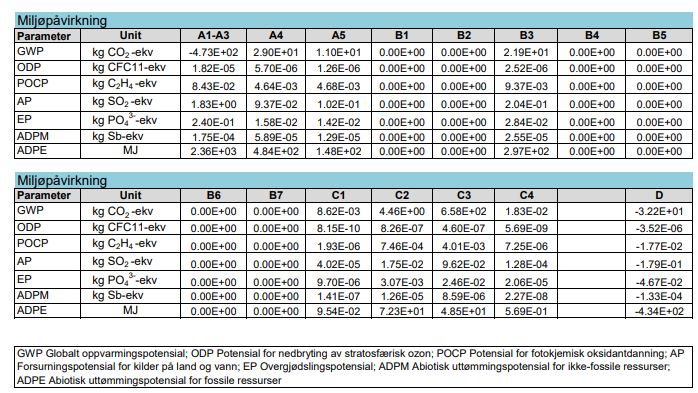 Miljøpåvirkning
Parameter Unit A1-A3 A4 A5 B1 B2 B3 B4 B5
GWP kg CO2 -ekv -4.73E+02 2.90E+01 1.10E+01 0.00E+00 0.00E+00 2.19E+01 0.00E+00 0.00E+00
ODP kg CFC11-ekv 1.82E-05 5.70E-06 1.26E-06 0.00E+00 0.00E+00 2.52E-06 0.00E+00 0.00E+00
POCP kg C2H4 -ekv 8.43E-02 4.64E-03 4.68E-03 0.00E+00 0.00E+00 9.37E-03 0.00E+00 0.00E+00
AP kg SO2 -ekv 1.83E+00 9.37E-02 1.02E-01 0.00E+00 0.00E+00 2.04E-01 0.00E+00 0.00E+00
EP kg PO4 3--ekv 2.40E-01 1.58E-02 1.42E-02 0.00E+00 0.00E+00 2.84E-02 0.00E+00 0.00E+00
ADPM kg Sb-ekv 1.75E-04 5.89E-05 1.29E-05 0.00E+00 0.00E+00 2.55E-05 0.00E+00 0.00E+00
ADPE MJ 2.36E+03 4.84E+02 1.48E+02 0.00E+00 0.00E+00 2.97E+02 0.00E+00 0.00E+00
Miljøpåvirkning
Parameter Unit B6 B7 C1 C2 C3 C4 D
GWP kg CO2 -ekv 0.00E+00 0.00E+00 8.62E-03 4.46E+00 6.58E+02 1.83E-02 -3.22E+01
ODP kg CFC11-ekv 0.00E+00 0.00E+00 8.15E-10 8.26E-07 4.60E-07 5.69E-09 -3.52E-06
POCP kg C2H4 -ekv 0.00E+00 0.00E+00 1.93E-06 7.46E-04 4.01E-03 7.25E-06 -1.77E-02
AP kg SO2 -ekv 0.00E+00 0.00E+00 4.02E-05 1.75E-02 9.62E-02 1.28E-04 -1.79E-01
EP kg PO4 3--ekv 0.00E+00 0.00E+00 9.70E-06 3.07E-03 2.46E-02 2.06E-05 -4.67E-02
ADPM kg Sb-ekv 0.00E+00 0.00E+00 1.41E-07 1.26E-05 8.59E-06 2.27E-08 -1.33E-04
ADPE MJ 0.00E+00 0.00E+00 9.54E-02 7.23E+01 4.85E+01 5.69E-01 -4.34E+02
GWP Globalt oppvarmingspotensial; ODP Potensial for nedbryting av stratosfærisk ozon; POCP Potensial for fotokjemisk oksidantdanning; AP
Forsurningspotensial for kilder på land og vann; EP Overgjødslingspotensial; ADPM Abiotisk uttømmingspotensial for ikke-fossile ressurser;
ADPE Abiotisk uttømmingspotensial for fossile ressurser